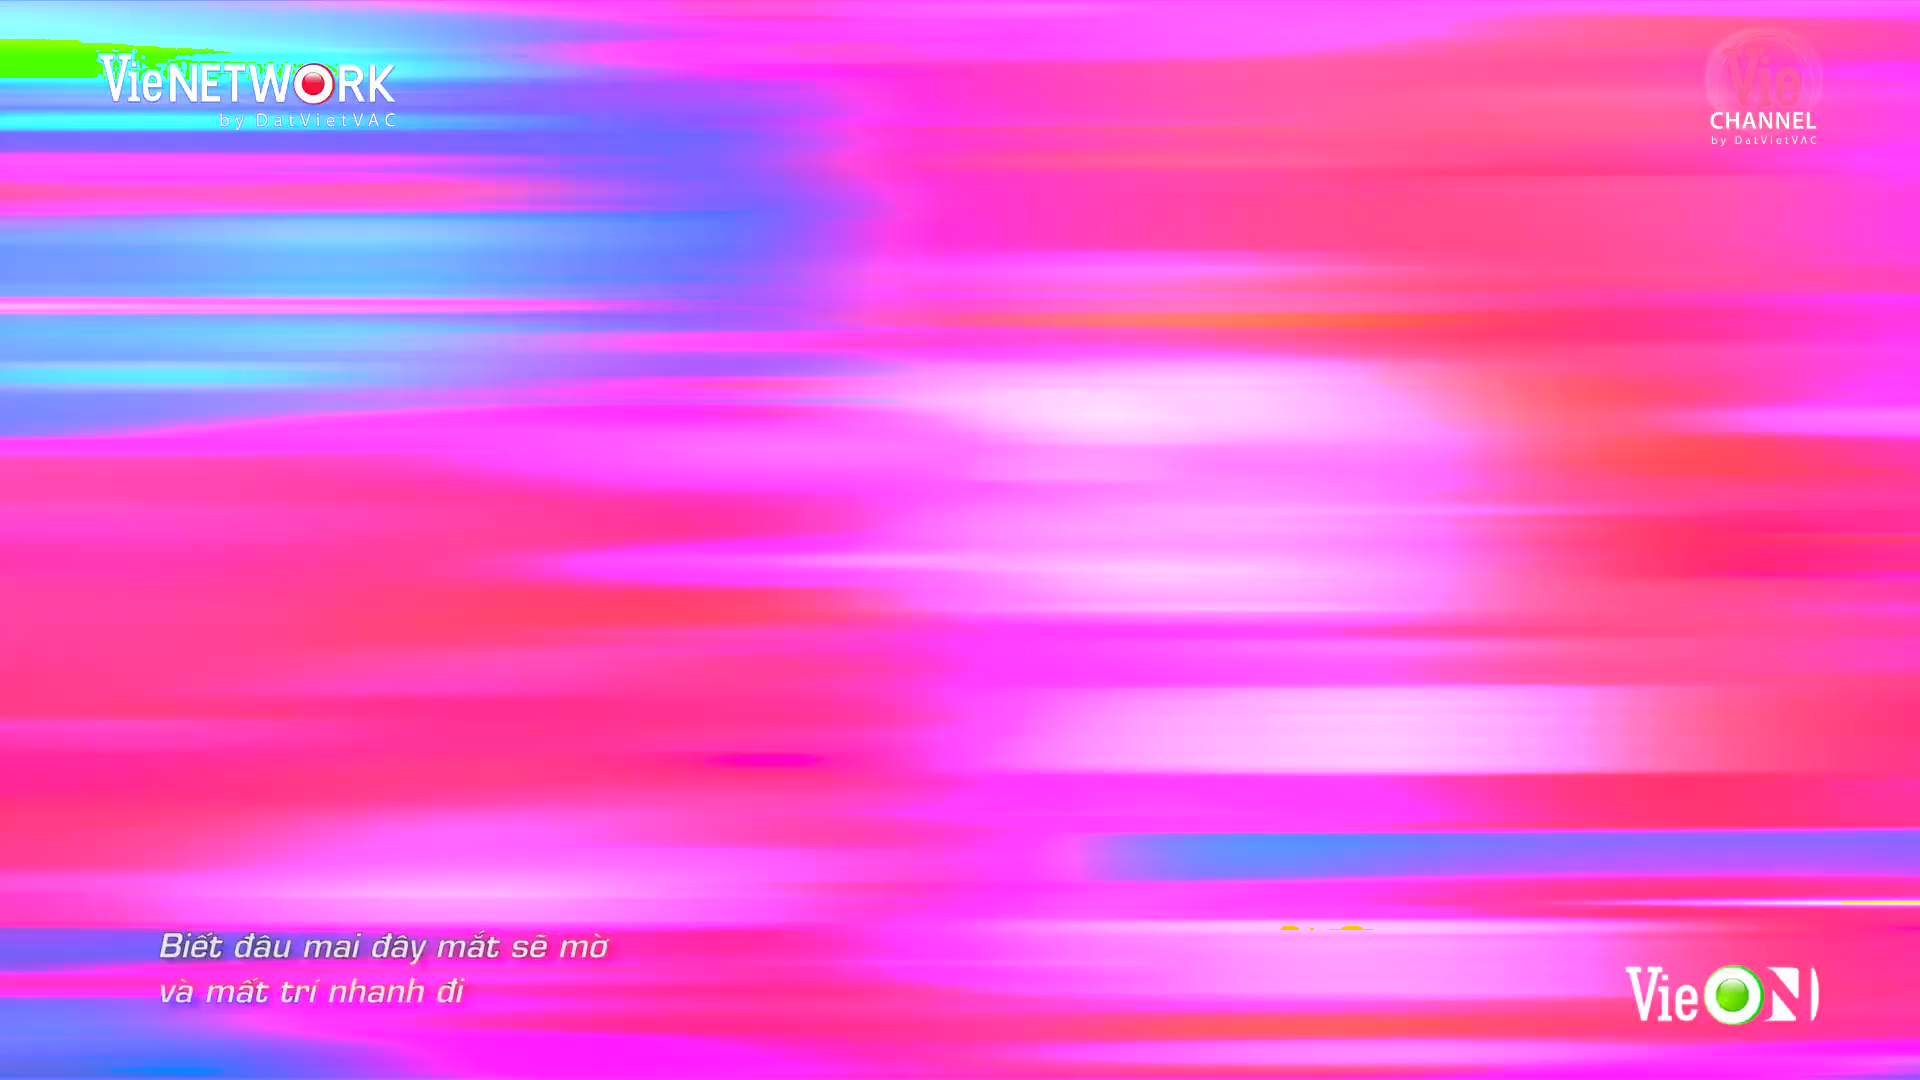 VieNETWORK
by DatVietVAC
Vie
CHANNEL
by DatVietVAC
Biết đâu mai đây mắt sẽ mờ
và mất trí nhanh đi
VieON